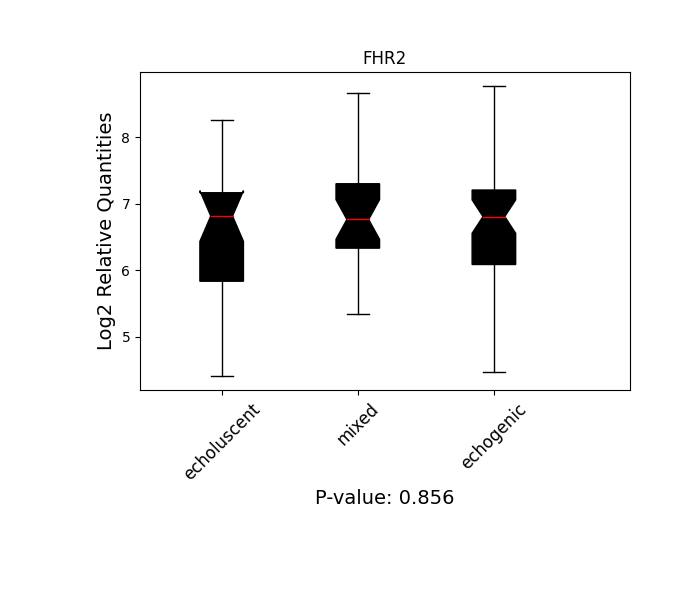 FHR2
Log2 Relative Quantities
8
7
6
5
echoluscent
mixed
echogenic
P-value: 0.856